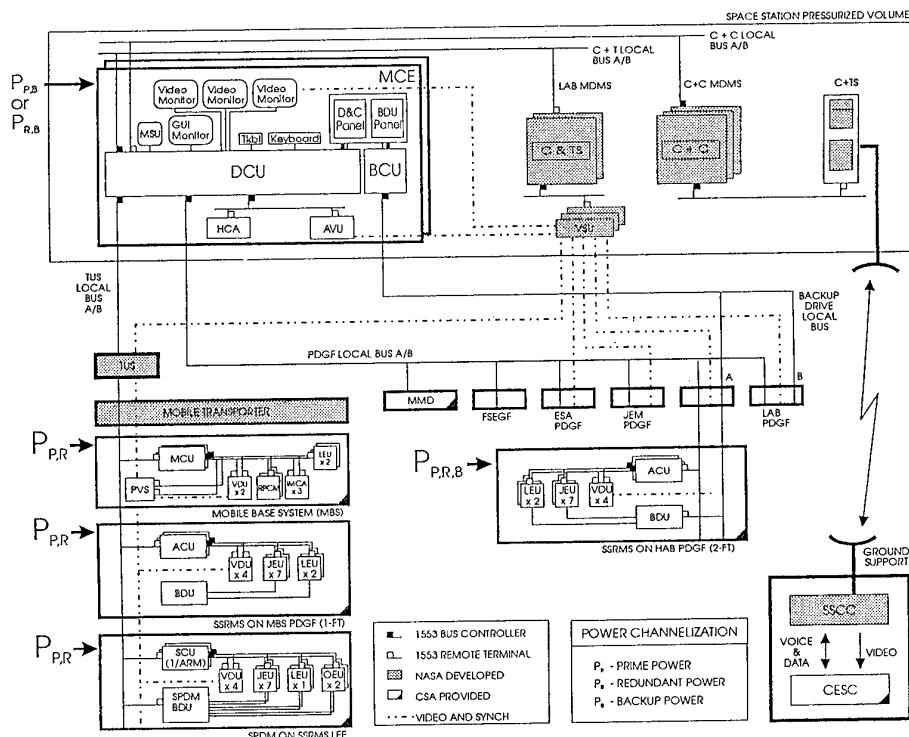 SPACE STATION PRESSURIZED VOLUME
C + C LOCAL
BUS A/B
C + T LOCAL
BUS A/B
P P,B
or
P R,B
MCE
LAB MDMS
C+C MDMS
C+TS
Video
Monitor
Video
Monitor
Video
Monitor
MSU
GUI
Monitor
Tkbl
Keyboard
D&C
Panel
BDU
Panel
C & TS
C + C
DCU
BCU
HCA
AVU
VSU
TUS
LOCAL
BUS
A/B
BACKUP
DRIVE
LOCAL
BUS
PDGF LOCAL BUS A/B
TUS
A
B
MMD
FSEGF
ESA
PDGF
JEM
PDGF
LAB
PDGF
MOBILE TRANSPORTER
P P,R
MCU
LEU
x 2
PVS
VDU
x 2
RPCM
MCA
x 3
MOBILE BASE SYSTEM (MBS)
P P,R,B
ACU
LEU
x 2
JEU
x 7
VDU
x 4
BDU
SSRMS ON HAB PDGF (2-FT)
P P,R
ACU
VDU
x 4
JEU
x 7
LEU
x 2
BDU
SSRMS ON MBS PDGF (1-FT)
GROUND
SUPPORT
P P,R
SCU
(1/ARM)
VDU
x 4
JEU
x 7
LEU
x 1
OEU
x 2
SPDM
BDU
SPDM ON SSRMS LEE
1553 BUS CONTROLLER
1553 REMOTE TERMINAL
NASA DEVELOPED
CSA PROVIDED
VIDEO AND SYNCH
POWER CHANNELIZATION
P P - PRIME POWER
P R - REDUNDANT POWER
P B - BACKUP POWER
SSCC
VOICE
&
DATA
VIDEO
CESC